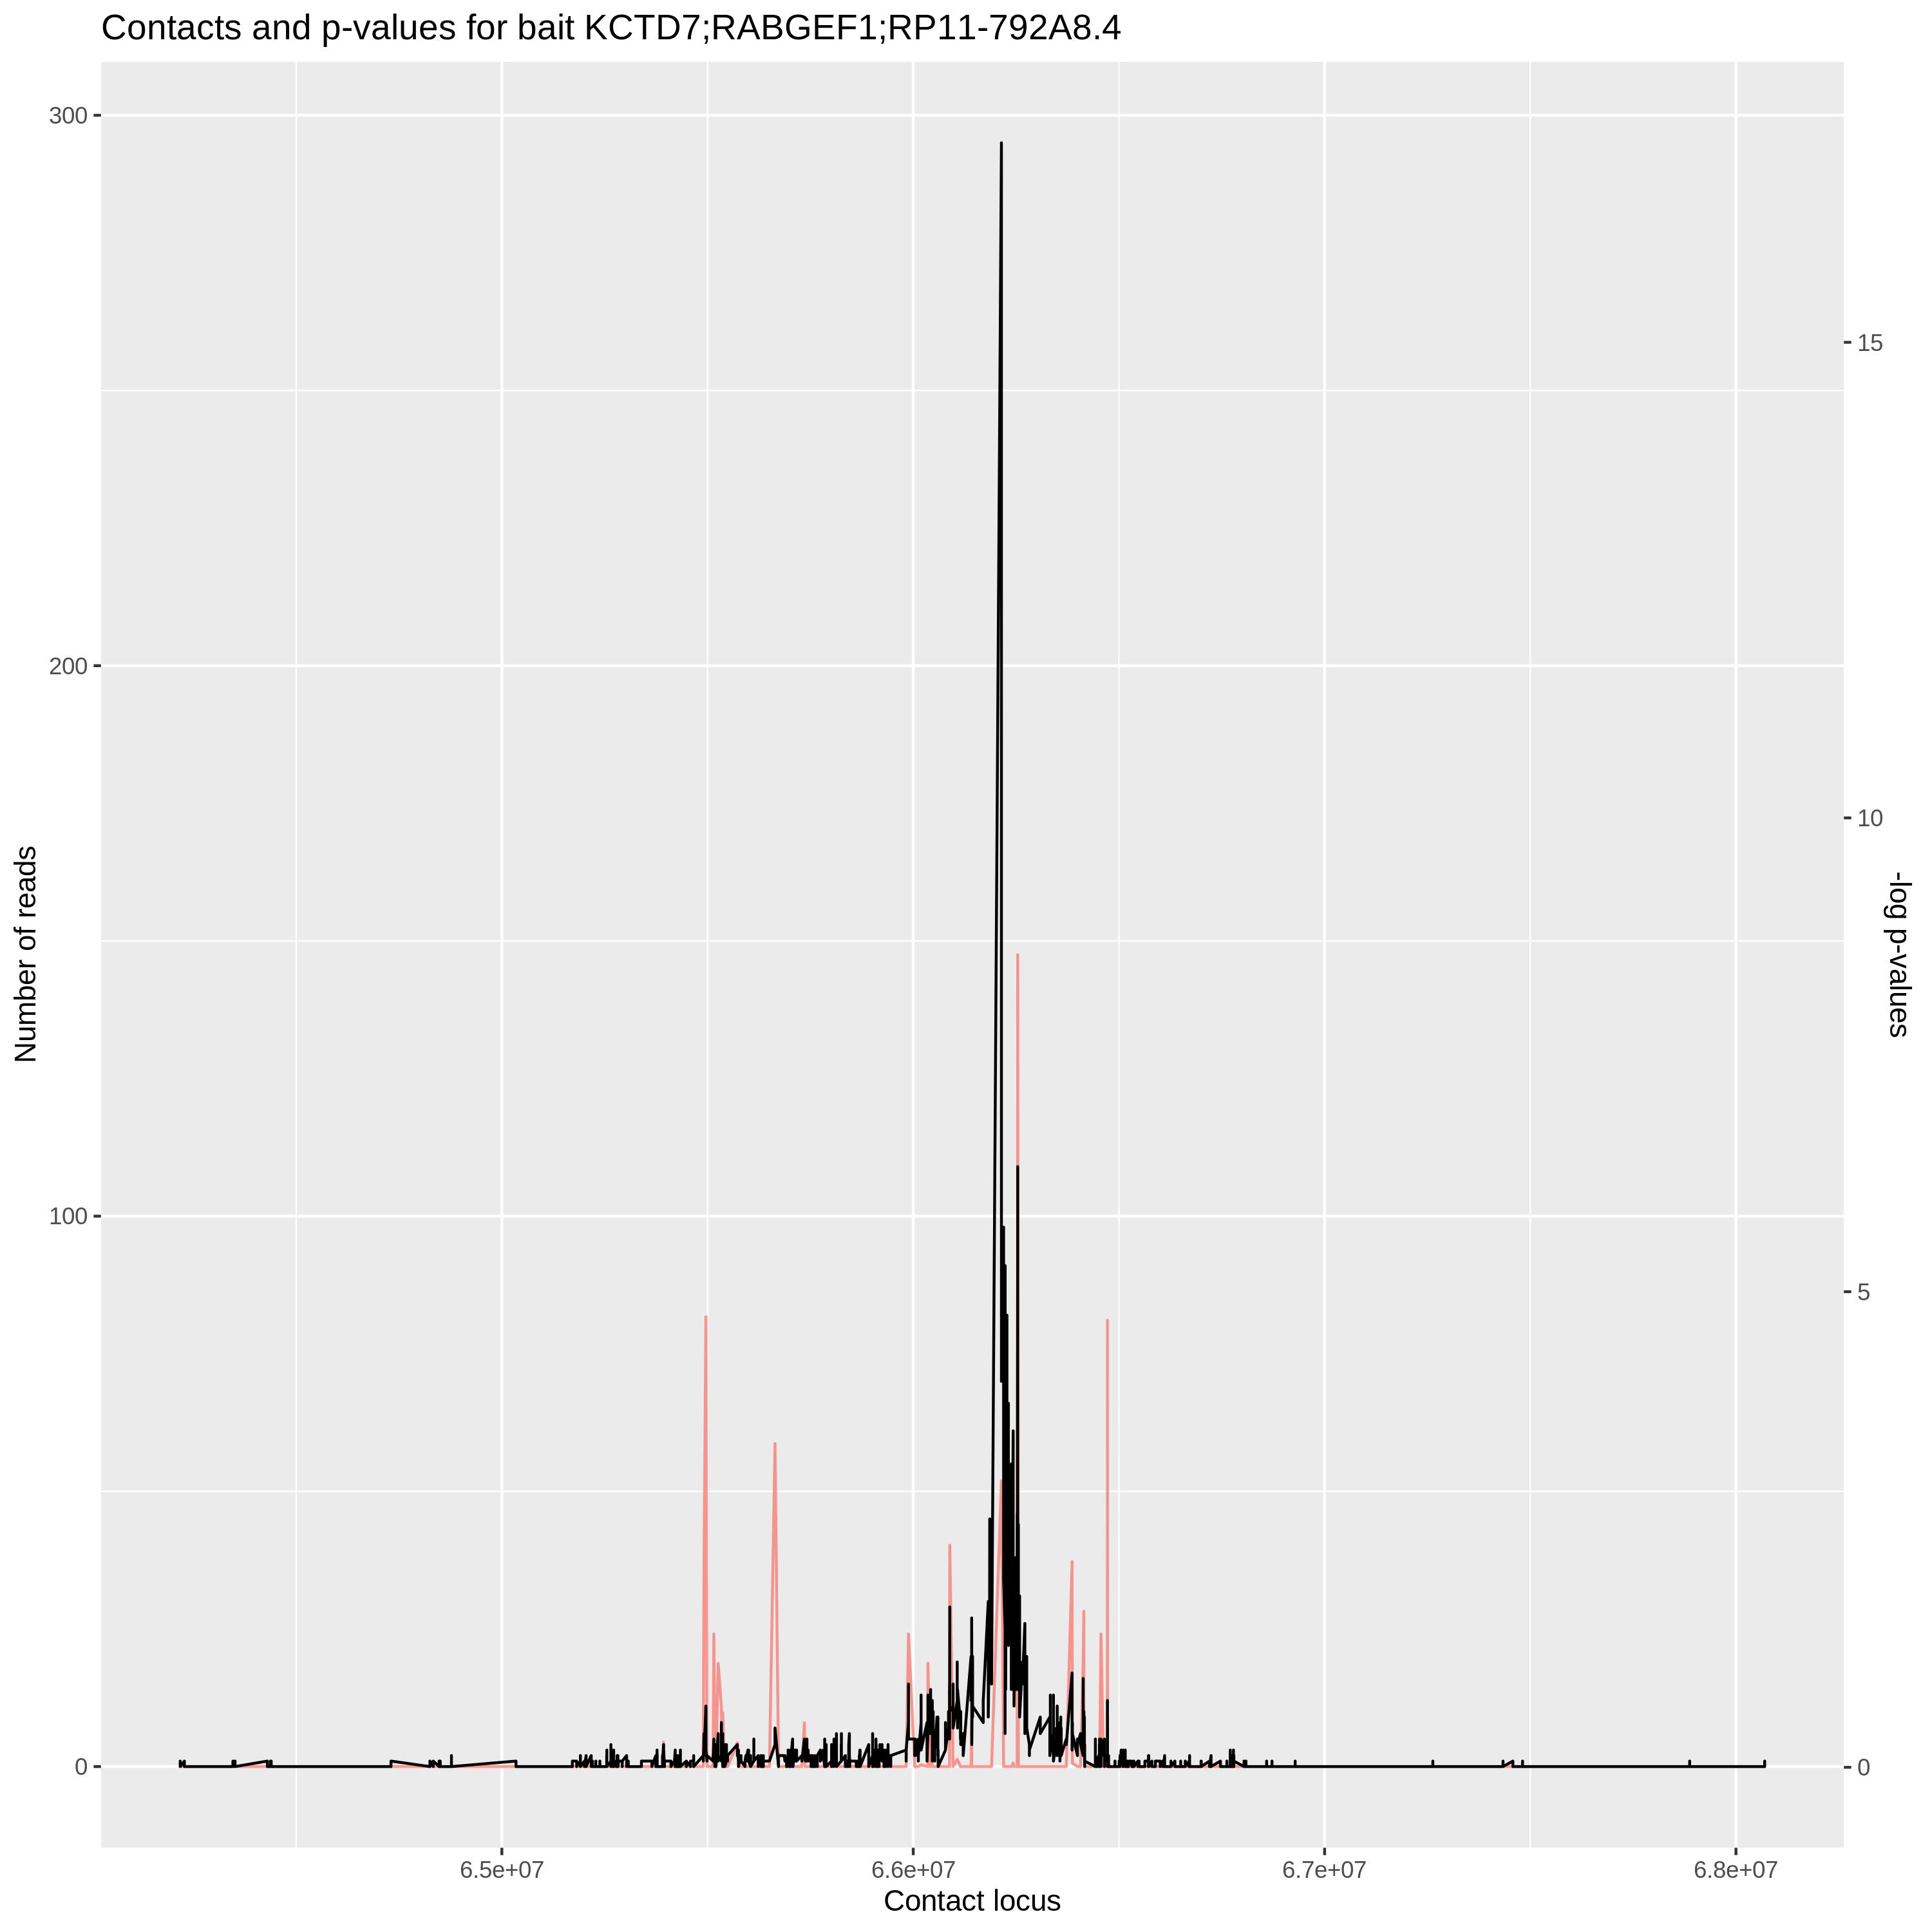 Contacts and p-values for bait KCTD7;RABGEF1;RP11-792A8.4
300
200
100
0
Number of reads
15
10
5
0
-log p-values
6.5e+07 6.6e+07 6.7e+07 6.8e+07
Contact locus